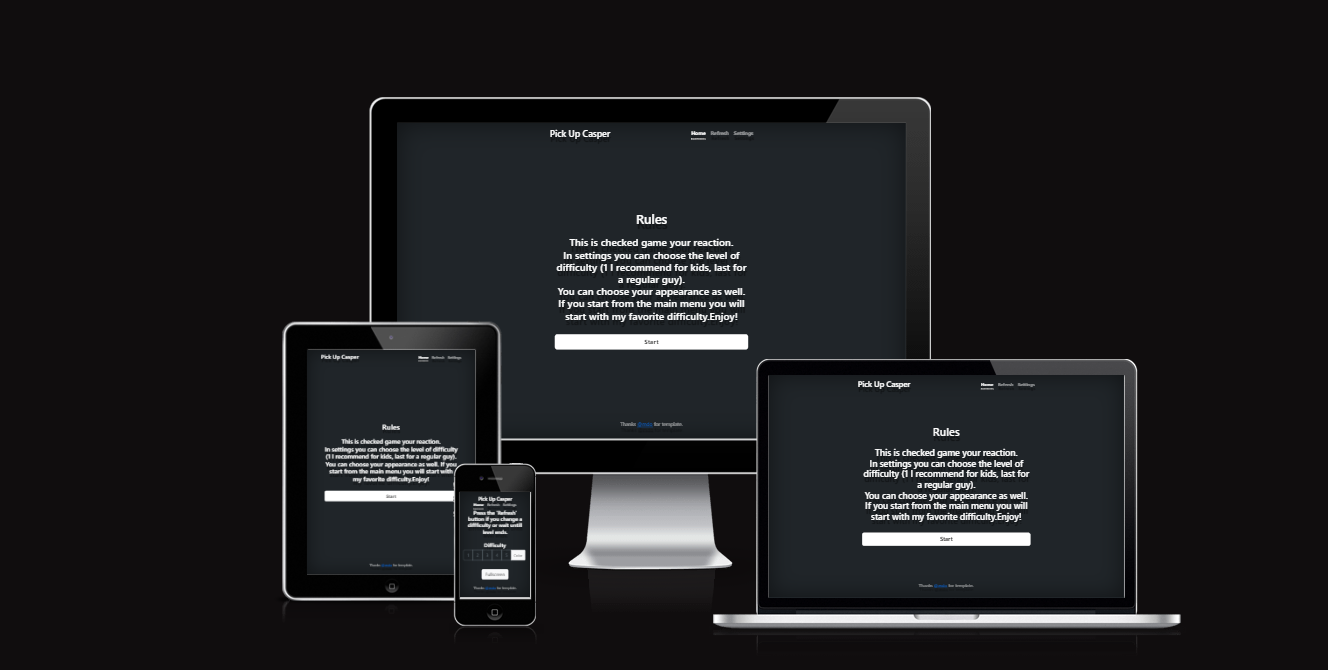 Pick Up Casper
Home Refresh Settings
Rules
This is checked game your reaction.
In settings you can choose the level of
difficulty (1 I recommend for kids, last for
a regular guy).
You can choose your appearance as well.
If you start from the main menu you will
start with my favorite difficulty.Enjoy!
Start
Thanks for template.
Pick Up Casper
Home Refresh Settings
Rules
This is checked game your reaction.
In settings you can choose the level of difficulty
(1 I recommend for kids, last for a regular guy).
You can choose your appearance as well. If you
start from the main menu you will start with
my favorite difficulty.Enjoy!
Start
Thanks for template.
Pick Up Casper
Home Refresh Settings
Press the "Refresh"
button if you change a
difficulty or wait until
level ends.
Difficulty
Fullscreen
Thanks for template.
Pick Up Casper
Home Refresh Settings
Rules
This is checked game your reaction.
In settings you can choose the level of
difficulty (1 I recommend for kids, last for
a regular guy).
You can choose your appearance as well.
If you start from the main menu you will
start with my favorite difficulty.Enjoy!
Start
Thanks for template.